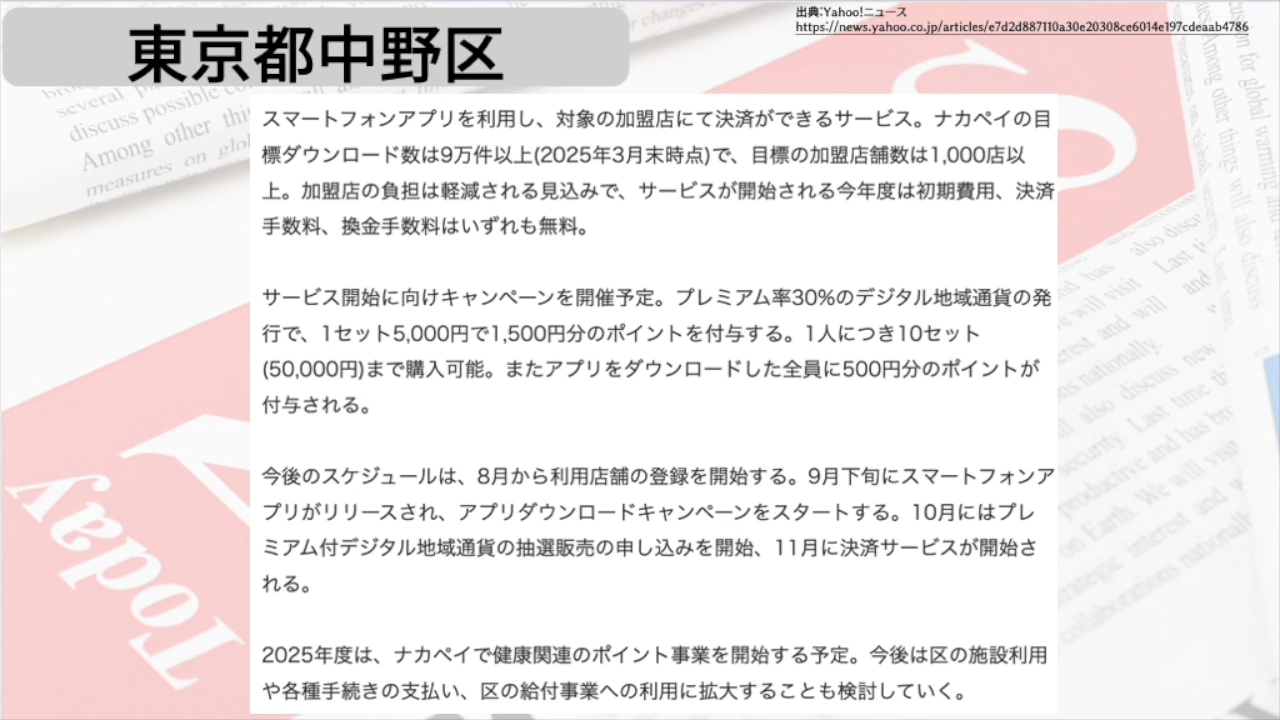 東京都中野区
出典:Yahoo!ニュース
https://news.yahoo.co.jp/articles/e7d2d887110a30e20308ce6014e197cdeaab4786
スマートフォンアプリを利用し、対象の加盟店にて決済ができるサービス。ナカペイの目
標ダウンロード数は9万件以上(2025年3月末時点)で、目標の加盟店舗数は1,000店以
上。加盟店の負担は軽減される見込みで、サービスが開始される今年度は初期費用、決済
手数料、換金手数料はいずれも無料。
サービス開始に向けキャンペーンを開催予定。プレミアム率30%のデジタル地域通貨の発
行で、1セット5,000円で1,500円分のポイントを付与する。1人につき10セット
(50,000円)まで購入可能。またアプリをダウンロードした全員に500円分のポイントが
付与される。
今後のスケジュールは、8月から利用店舗の登録を開始する。9月下旬にスマートフォンア
プリがリリースされ、アプリダウンロードキャンペーンをスタートする。10月にはプレ
ミアム付デジタル地域通貨の抽選販売の申し込みを開始、11月に決済サービスが開始さ
れる。
2025年度は、ナカペイで健康関連のポイント事業を開始する予定。今後は区の施設利用
や各種手続きの支払い、区の給付事業への利用に拡大することも検討していく。
several
discuss possible
Among other
measures on
Today